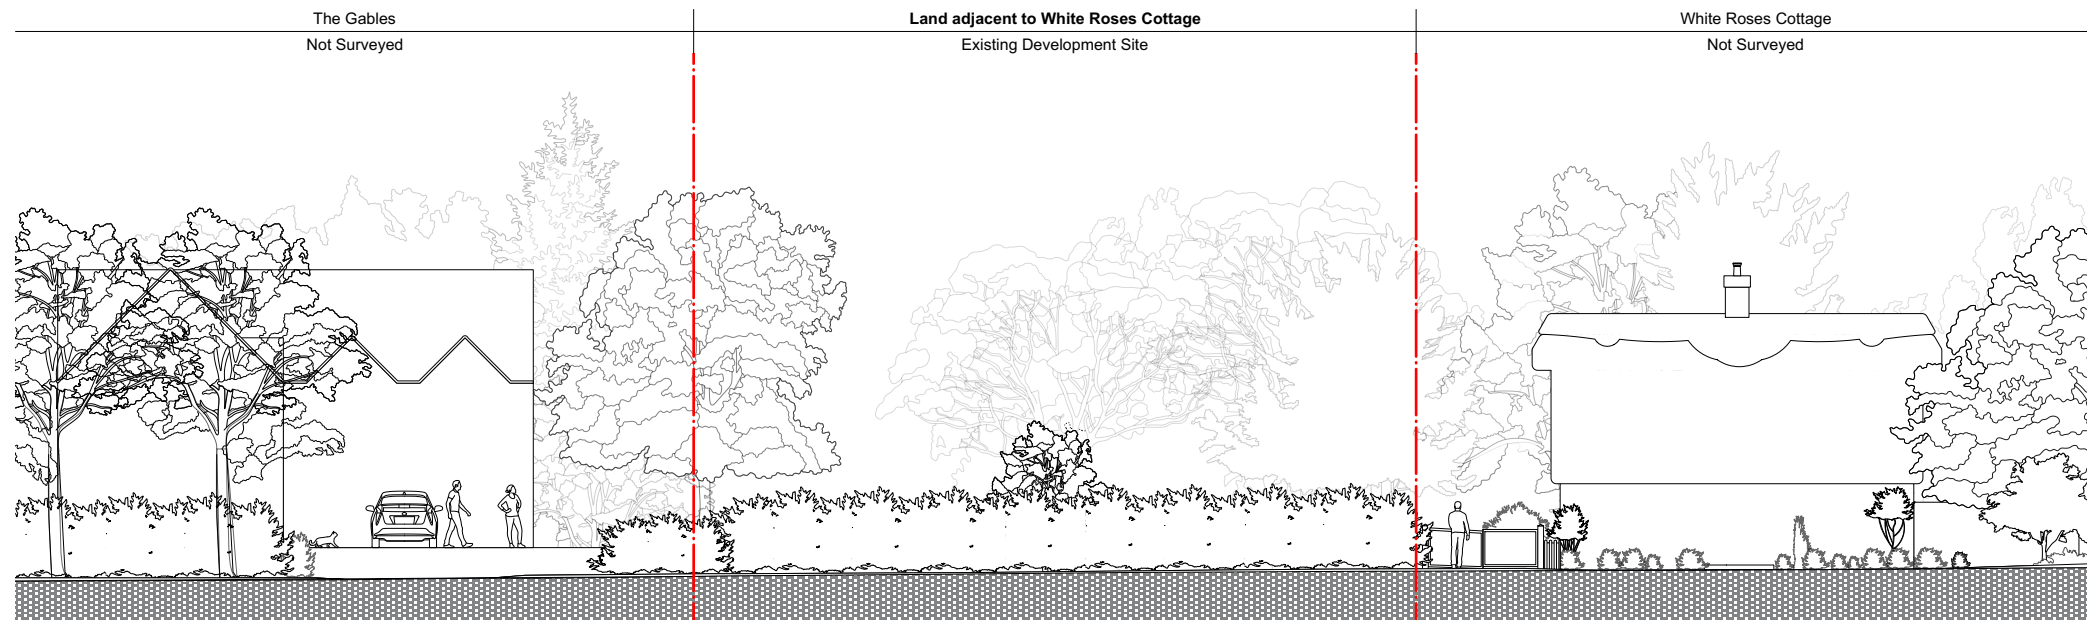 The Gables
Land adjacent to White Roses Cottage
White Roses Cottage
Not Surveyed
Existing Development Site
Not Surveyed